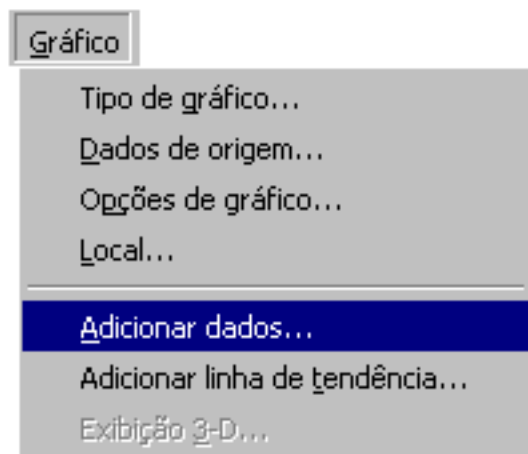 Gráfico
Tipo de gráfico...
Dados de origem...
Opções de gráfico...
Local...
Adicionar dados...
Adicionar linha de tendência...
Exibição 3-D...